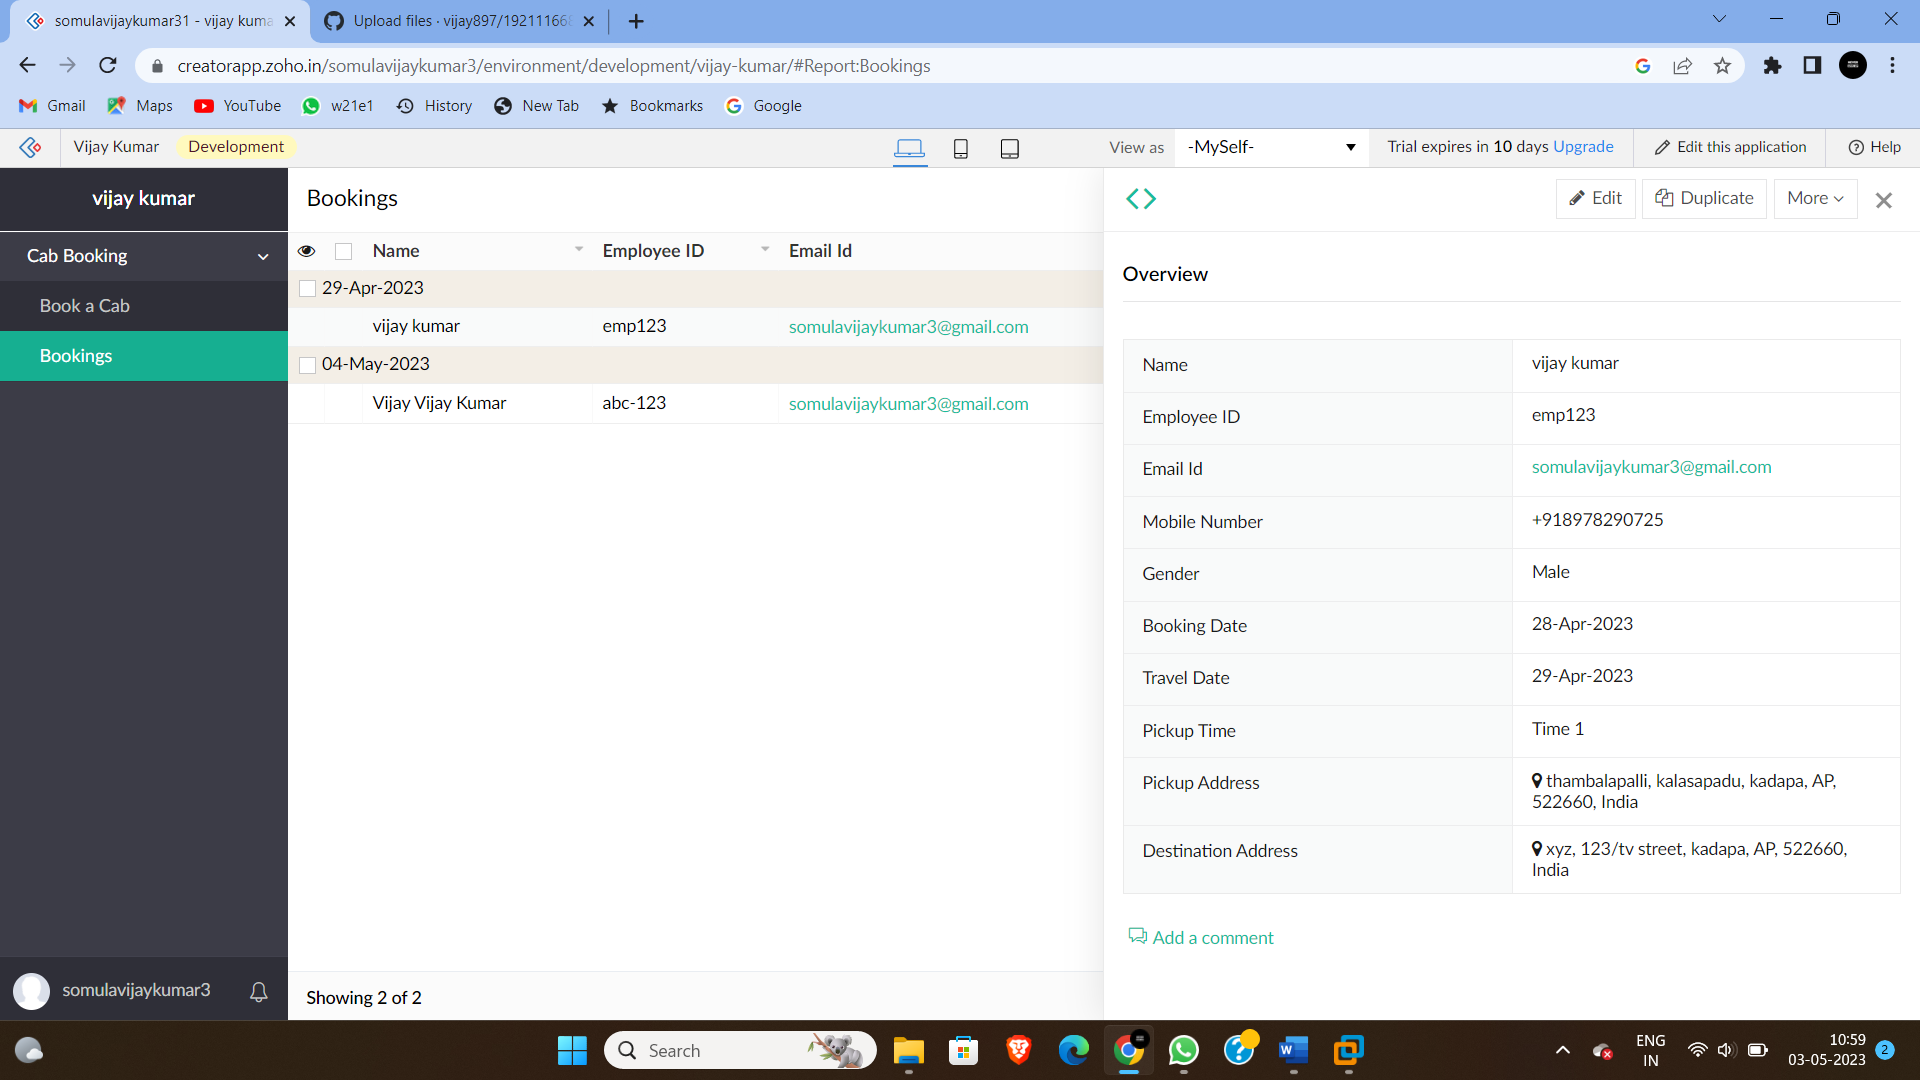 somulavijaykumar31 - vijay kuma
Upload files · vijay897/19211166
creatorapp.zoho.in/somulavijaykumar3/environment/development/vijay-kumar/#Report:Bookings
Gmail Maps YouTube w21e1 History New Tab Bookmarks Google
Vijay Kumar Development View as -MySelf- Trial expires in 10 days Upgrade Edit this application Help
vijay kumar
Cab Booking
Book a Cab
Bookings
somulavijaykumar3
Bookings
Name Employee ID Email Id
29-Apr-2023
vijay kumar emp123 somulavijaykumar3@gmail.com
04-May-2023
Vijay Vijay Kumar abc-123 somulavijaykumar3@gmail.com
Showing 2 of 2
Edit Duplicate More
Overview
Name vijay kumar
Employee ID emp123
Email Id somulavijaykumar3@gmail.com
Mobile Number +918978290725
Gender Male
Booking Date 28-Apr-2023
Travel Date 29-Apr-2023
Pickup Time Time 1
Pickup Address thambalapalli, kalasapadu, kadapa, AP,
522660, India
Destination Address xyz, 123/tv street, kadapa, AP, 522660,
India
Add a comment
Search
ENG
IN
10:59
03-05-2023
2